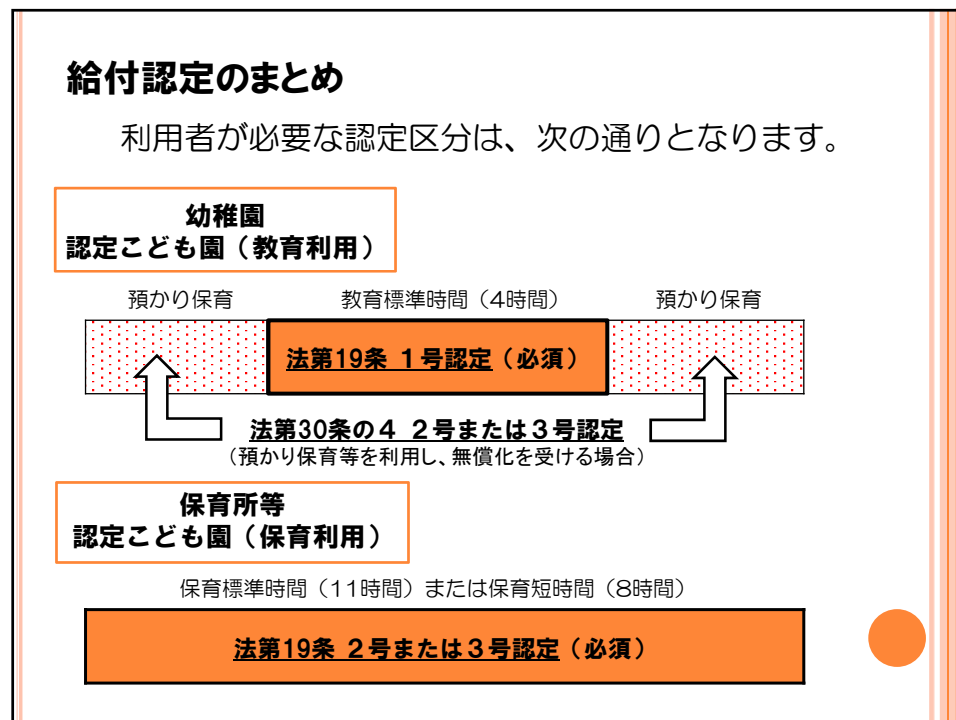 給付認定のまとめ
利用者が必要な認定区分は、次の通りとなります。
幼稚園
認定こども園（教育利用）
預かり保育 教育標準時間（4時間） 預かり保育
法第19条 １号認定（必須）
法第30条の４ ２号または３号認定
（預かり保育等を利用し、無償化を受ける場合）
保育所等
認定こども園（保育利用）
保育標準時間（11時間）または保育短時間（8時間）
法第19条 ２号または３号認定（必須）